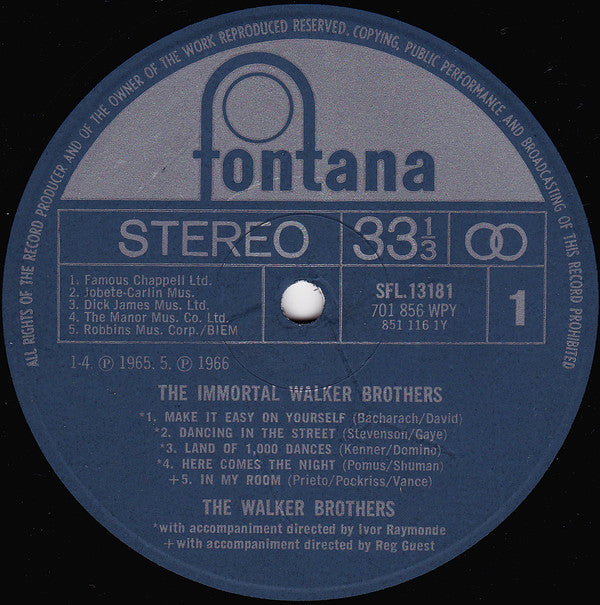 ALL RIGHTS OF THE RECORD PRODUCER AND OF THE OWNER OF THE WORK REPRODUCED RESERVED. COPYING, PUBLIC PERFORMANCE AND BROADCASTING OF THIS RECORD PROHIBITED
fontana
STEREO 33⅓
1. Famous Chappell Ltd.
2. Jobete-Carlin Mus.
3. Dick James Mus. Ltd.
4. The Manor Mus. Co. Ltd.
5. Robbins Mus. Corp./BIEM
SFL.13181
701 856 WPY
851 116 1Y
1
1-4 ℗ 1965. 5. ℗ 1966
THE IMMORTAL WALKER BROTHERS
*1. MAKE IT EASY ON YOURSELF (Bacharach/David)
*2. DANCING IN THE STREET (Stevenson/Gaye)
*3. LAND OF 1,000 DANCES (Kenner/Domino)
*4. HERE COMES THE NIGHT (Pomus/Shuman)
+5. IN MY ROOM (Prieto/Pockriss/Vance)
THE WALKER BROTHERS
*with accompaniment directed by Ivor Raymonde
+with accompaniment directed by Reg Guest